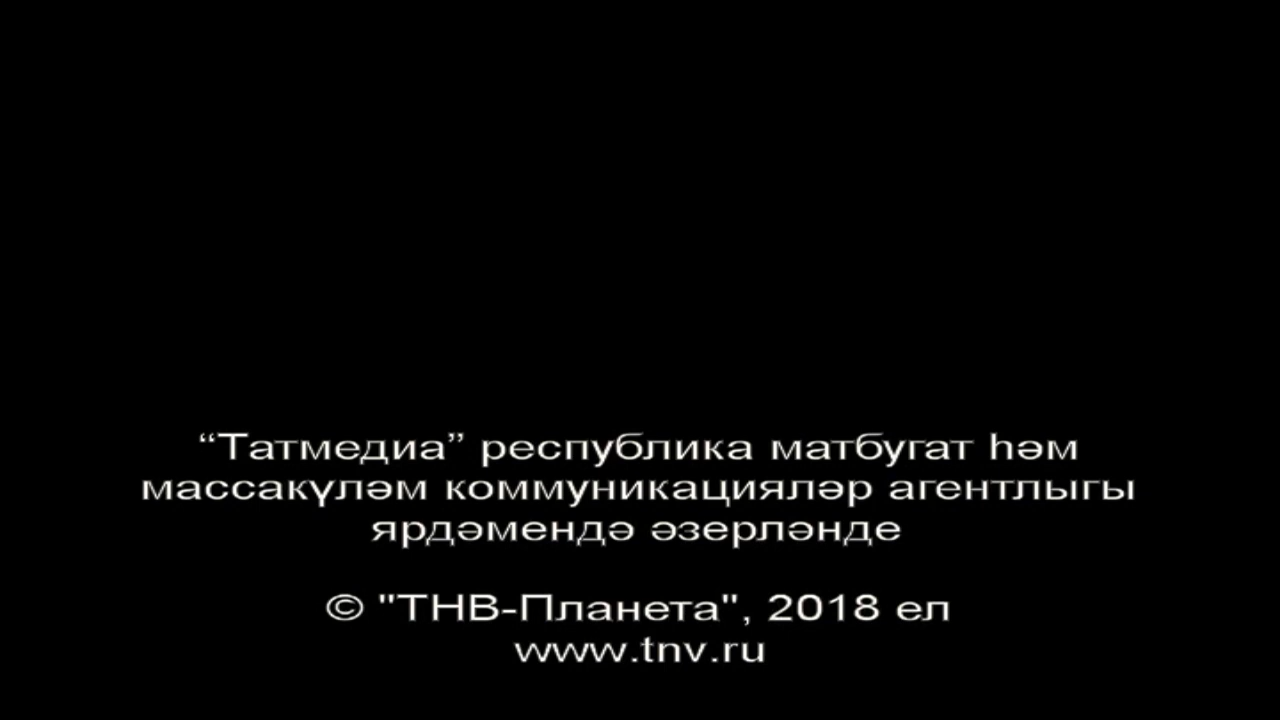 “Татмедиа” республика матбугат һәм
массакүләм коммуникацияләр агентлыгы
ярдәмендә әзерләнде
© "ТНВ-Планета", 2018 ел
www.tnv.ru